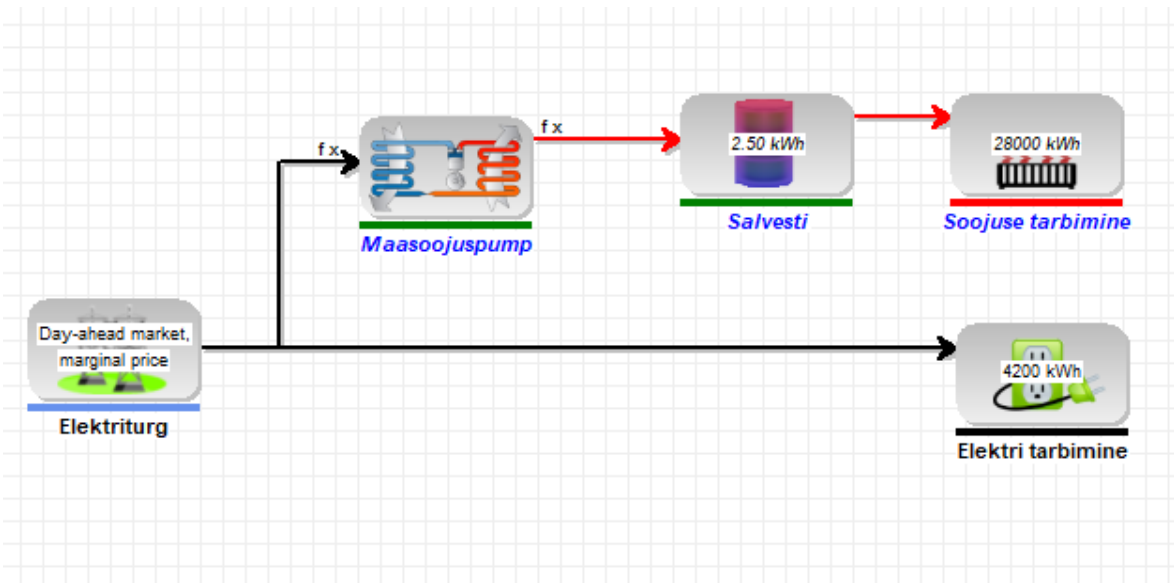 f x
2.50 kWh
28000 kWh
f x
Salvesti
Soojuse tarbimine
Maasoojuspump
Day-ahead market,
marginal price
4200 kWh
Elektriturg
Elektri tarbimine